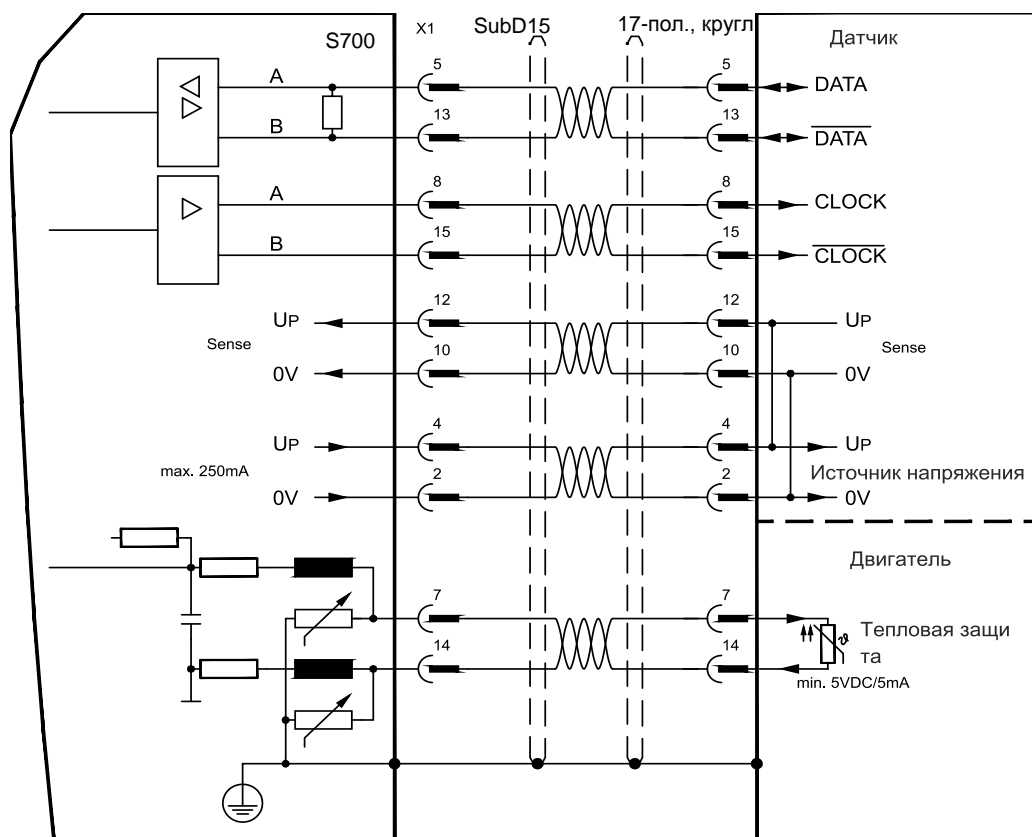 S700
X1
SubD15
17-пол., кругл
Датчик
A
5
5
DATA
B
13
13
DATA
A
8
8
CLOCK
B
15
15
CLOCK
UP
12
12
UP
Sense
Sense
0V
10
10
0V
UP
4
4
UP
max. 250mA
Источник напряжения
0V
2
2
0V
Двигатель
7
7
Тепловая защи
та
14
14
ϑ
min. 5VDC/5mA